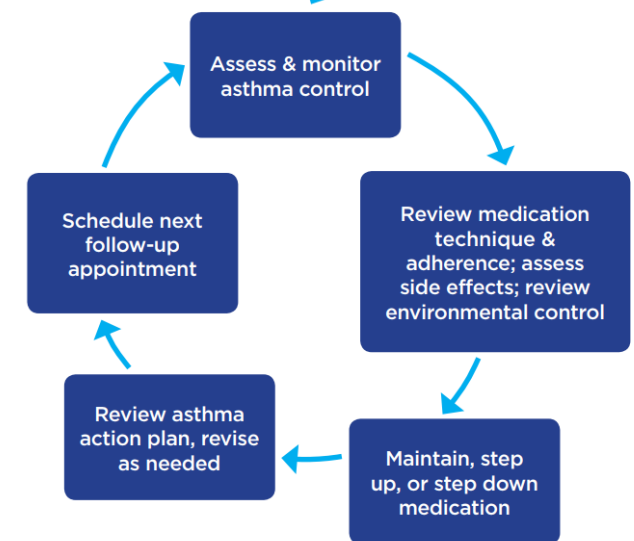 Assess & monitor
asthma control
Review medication
technique &
adherence; assess
side effects; review
environmental control
Maintain, step
up, or step down
medication
Review asthma
action plan, revise
as needed
Schedule next
follow-up
appointment